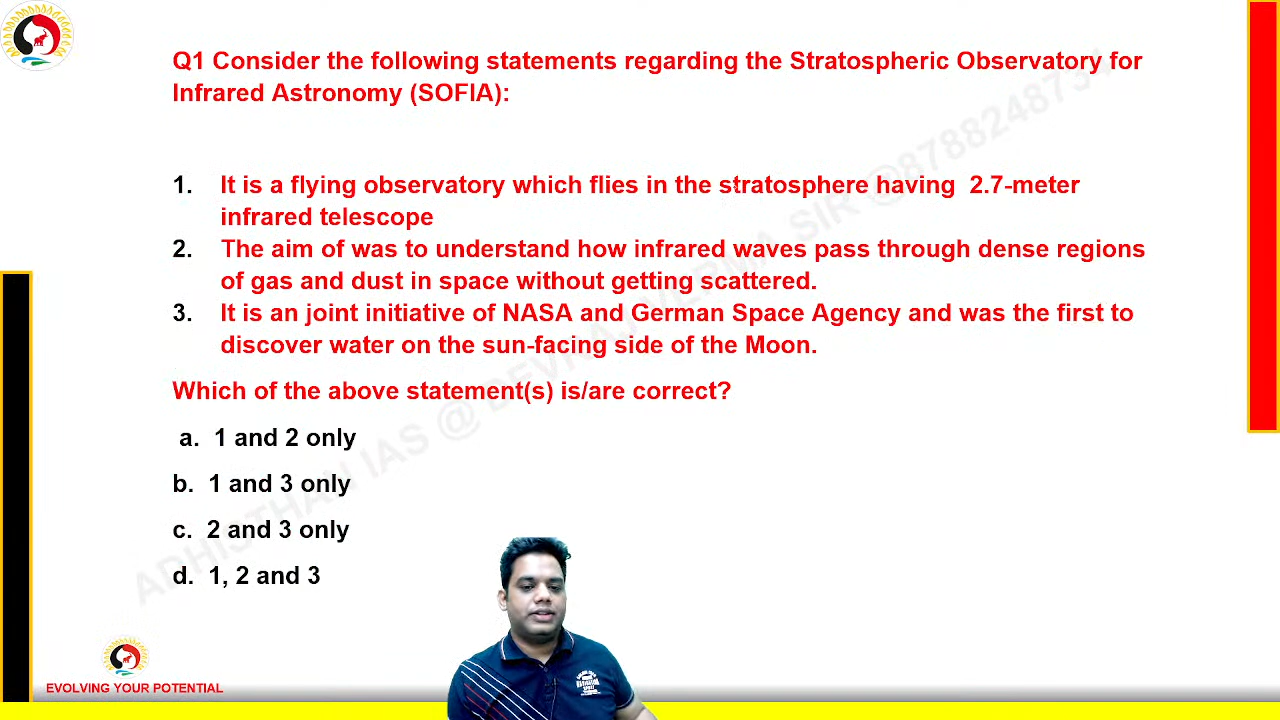 Q1 Consider the following statements regarding the Stratospheric Observatory for
Infrared Astronomy (SOFIA):
1. It is a flying observatory which flies in the stratosphere having 2.7-meter
infrared telescope
2. The aim of was to understand how infrared waves pass through dense regions
of gas and dust in space without getting scattered.
3. It is an joint initiative of NASA and German Space Agency and was the first to
discover water on the sun-facing side of the Moon.
Which of the above statement(s) is/are correct?
a. 1 and 2 only
b. 1 and 3 only
c. 2 and 3 only
d. 1, 2 and 3
EVOLVING YOUR POTENTIAL